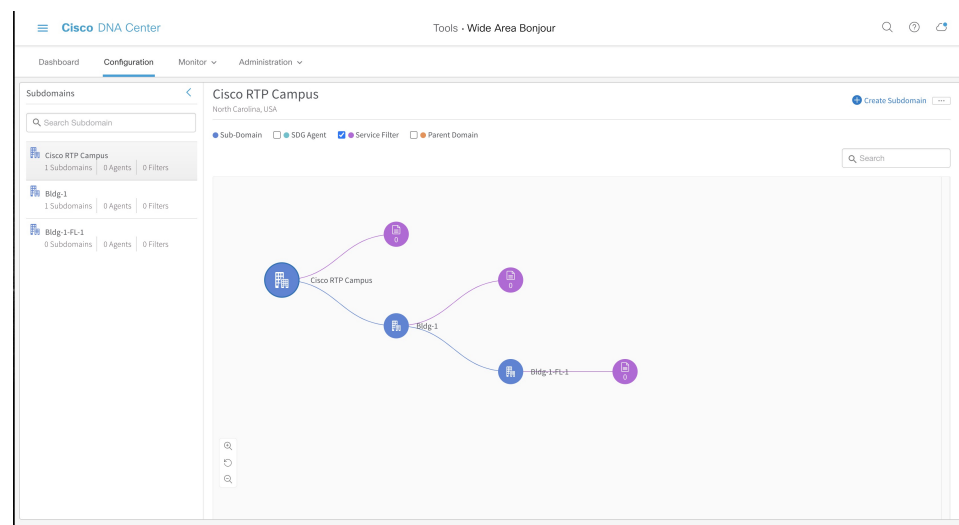 Cisco DNA Center
Tools · Wide Area Bonjour
Dashboard Configuration Monitor Administration
Subdomains
Search Subdomain
Cisco RTP Campus
1 Subdomains 0 Agents 0 Filters
Bldg-1
1 Subdomains 0 Agents 0 Filters
Bldg-1-FL-1
0 Subdomains 0 Agents 0 Filters
Cisco RTP Campus
North Carolina, USA
Create Subdomain
Sub-Domain SDG Agent Service Filter Parent Domain
Search
0
Cisco RTP Campus
0
Bldg-1
Bldg-1-FL-1
0